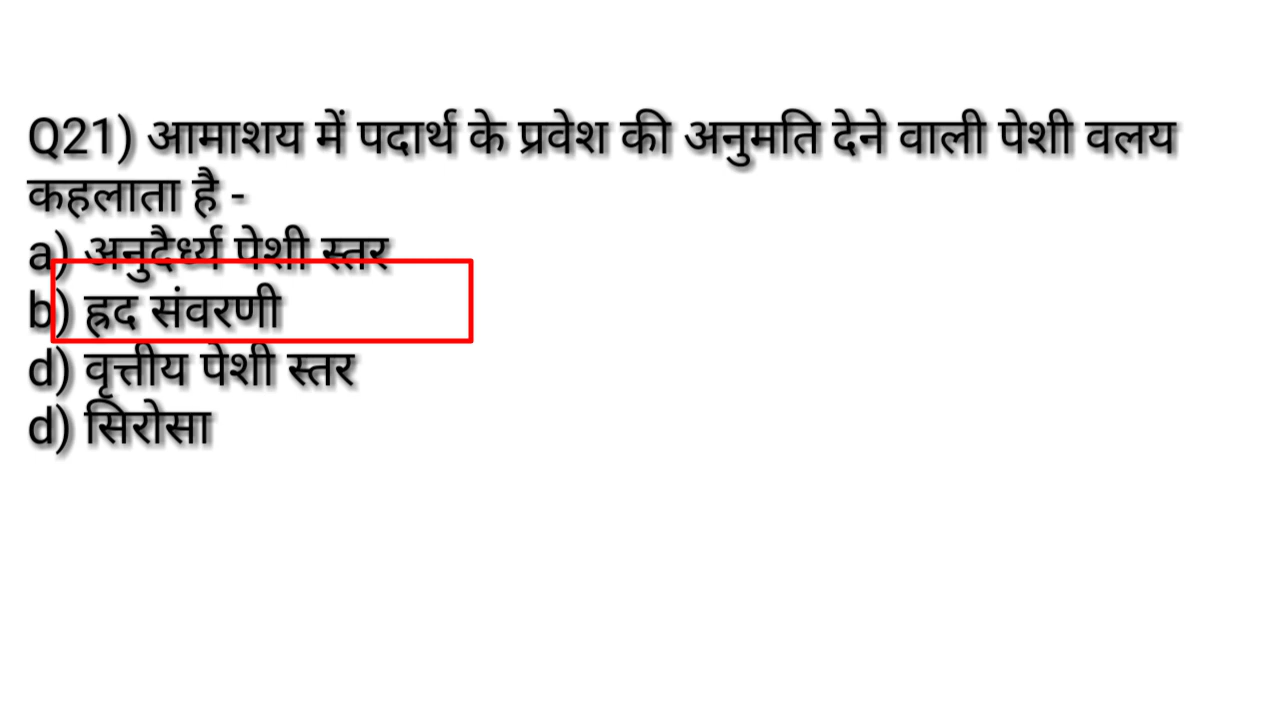 Q21) आमाशय में पदार्थ के प्रवेश की अनुमति देने वाली पेशी वलय
कहलाता है -
a) अनुदैर्ध्य पेशी स्तर
b) ह्रद संवरणी
d) वृत्तीय पेशी स्तर
d) सिरोसा